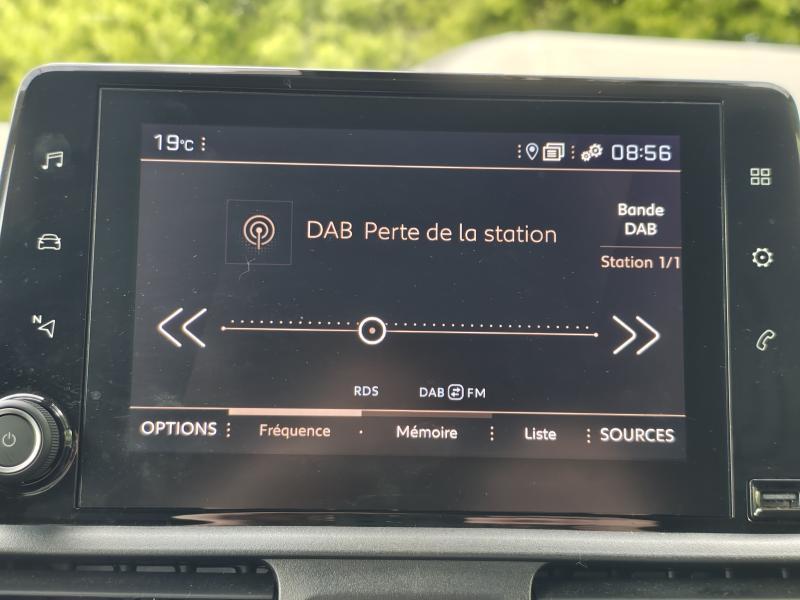 19°C
08:56
DAB Perte de la station
Bande
DAB
Station 1/1
N
RDS
DAB FM
OPTIONS Fréquence Mémoire Liste SOURCES